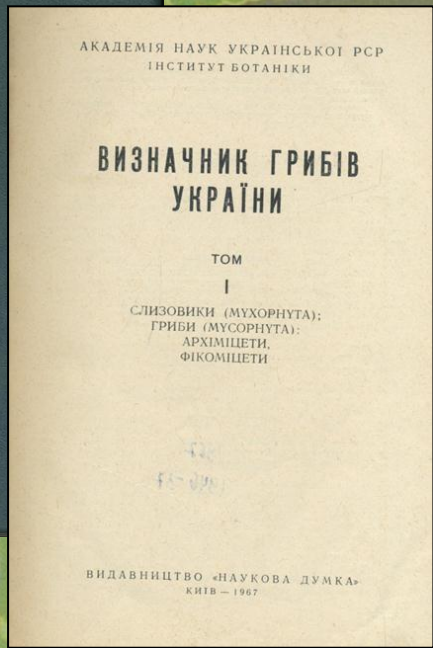 АКАДЕМІЯ НАУК УКРАЇНСЬКОЇ РСР
ІНСТИТУТ БОТАНІКИ
ВИЗНАЧНИК ГРИБІВ
УКРАЇНИ
ТОМ
I
СЛИЗОВИКИ (MYXOPHYTA);
ГРИБИ (MYCOPHYTA):
АРХІМІЦЕТИ,
ФІКОМІЦЕТИ
ВИДАВНИЦТВО «НАУКОВА ДУМКА»
КИЇВ — 1967